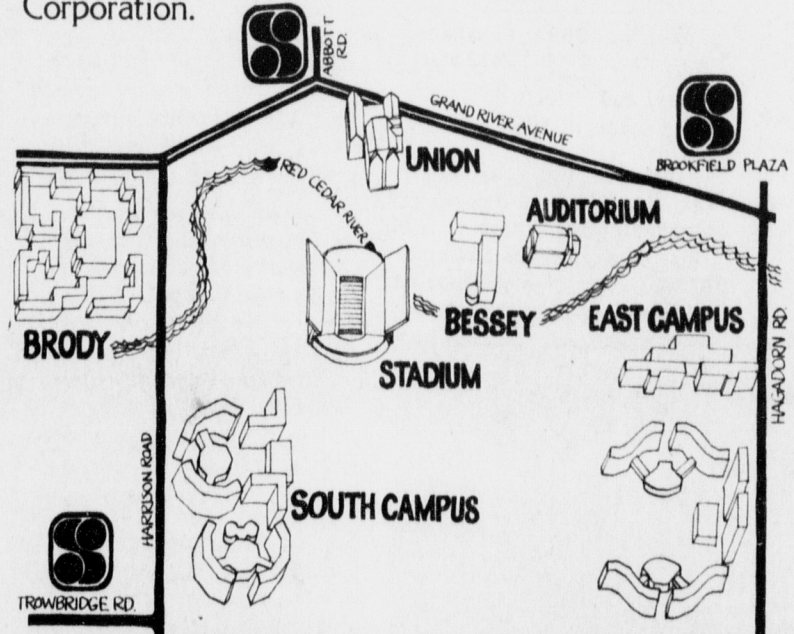 Corporation.
ABBOTT
RD.
GRAND RIVER AVENUE
UNION
BROOKFIELD PLAZA
RED CEDAR RIVER
AUDITORIUM
BRODY
BESSEY
EAST CAMPUS
STADIUM
HAGADORN RD.
HARRISON ROAD
SOUTH CAMPUS
TROWBRIDGE RD.